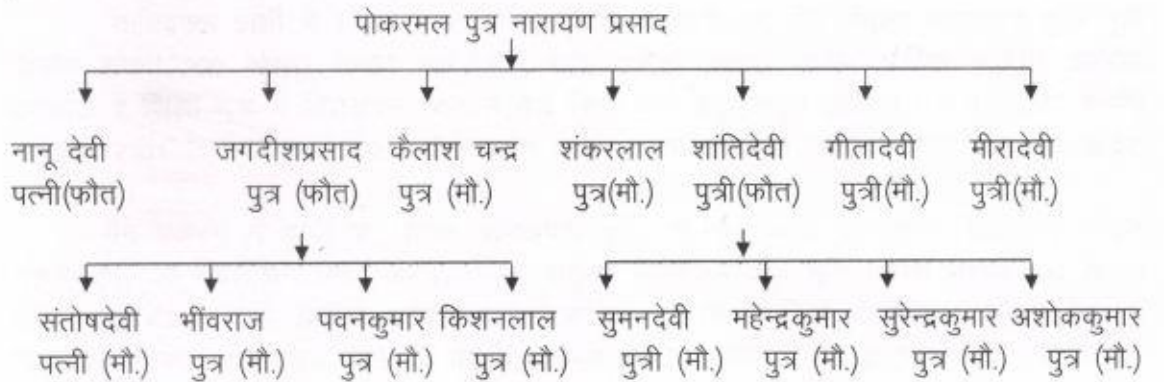 पोकरमल पुत्र नारायण प्रसाद
नानू देवी जगदीशप्रसाद कैलाश चन्द्र शंकरलाल शांतिदेवी गीतादेवी मीरादेवी
पत्नी(फौत) पुत्र (फौत) पुत्र (मौ.) पुत्र(मौ.) पुत्री(फौत) पुत्री(मौ.) पुत्री(मौ.)
संतोषदेवी भींवराज पवनकुमार किशनलाल सुमनदेवी महेन्द्रकुमार सुरेन्द्रकुमार अशोककुमार
पत्नी (मौ.) पुत्र (मौ.) पुत्र (मौ.) पुत्र (मौ.) पुत्री (मौ.) पुत्र (मौ.) पुत्र (मौ.) पुत्र (मौ.)